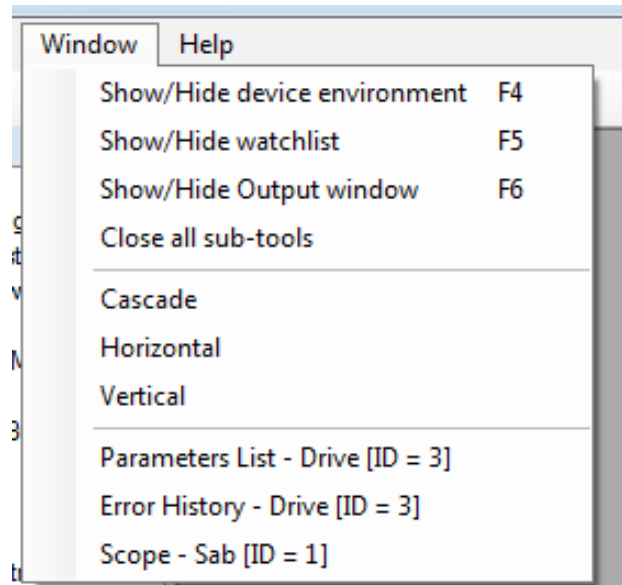 Window Help
Show/Hide device environment F4
Show/Hide watchlist F5
Show/Hide Output window F6
Close all sub-tools
Cascade
Horizontal
Vertical
Parameters List - Drive [ID = 3]
Error History - Drive [ID = 3]
Scope - Sab [ID = 1]